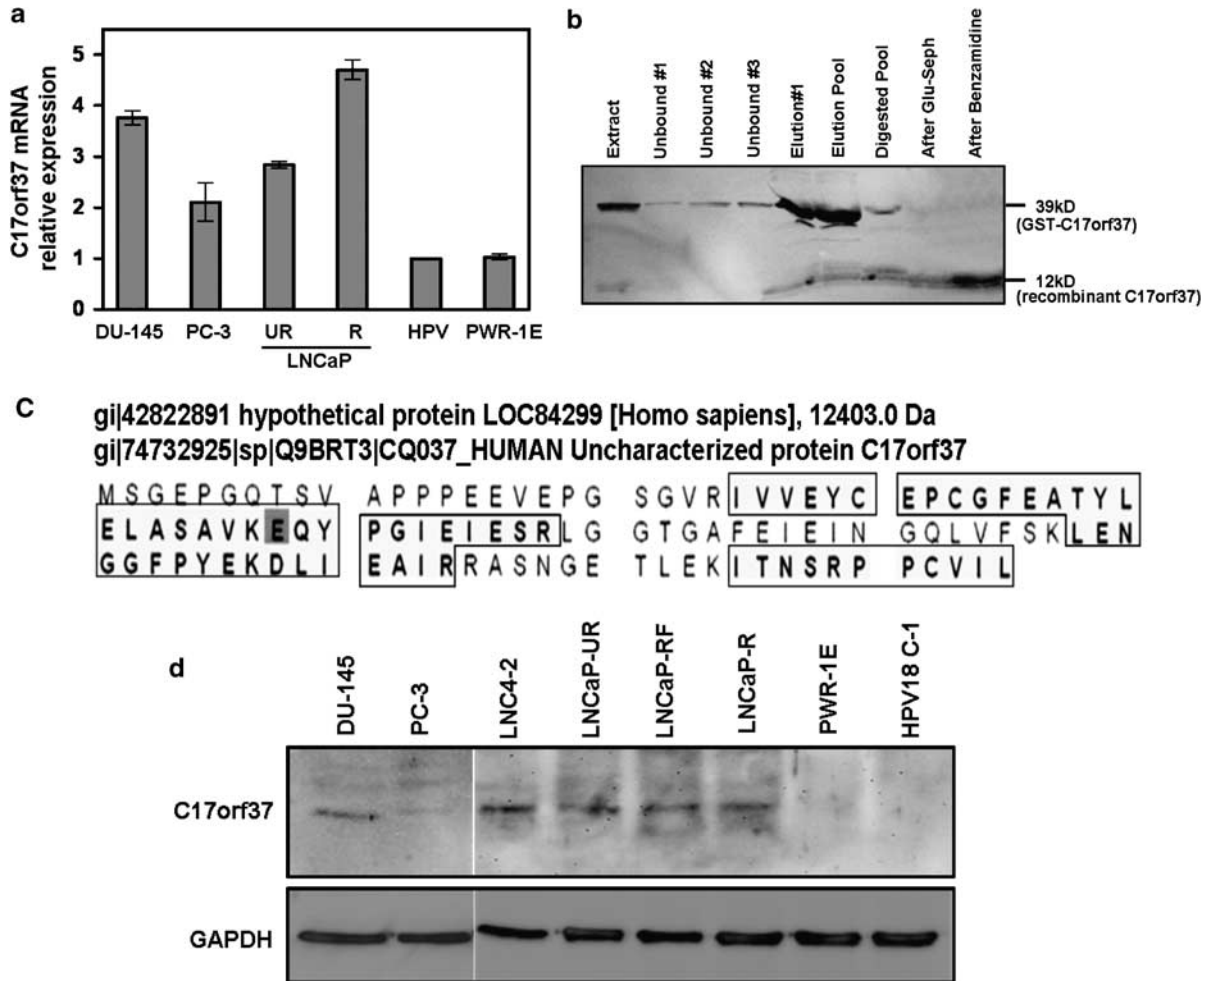 a
C17orf37 mRNA
relative expression
5
4
3
2
1
0
DU-145 PC-3 UR R HPV PWR-1E
LNCaP
b
Extract
Unbound #1
Unbound #2
Unbound #3
Elution#1
Elution Pool
Digested Pool
After Glu-Seph
After Benzamidine
39kD
(GST-C17orf37)
12kD
(recombinant C17orf37)
C
gi|42822891 hypothetical protein LOC84299 [Homo sapiens], 12403.0 Da
gi|74732925|sp|Q9BRT3|CQ037_HUMAN Uncharacterized protein C17orf37
MSGEPGQTSV APPPEEVEPG SGVRIVVEYC EPCGFEATYL
ELASAVKEQY PGIEIESRLG GTGAFEIEIN GQLVFSKLEN
GGFPYEKDLI EAIRRASNGE TLEKITNSRP PCVIL
d
DU-145
PC-3
LNC4-2
LNCaP-UR
LNCaP-RF
LNCaP-R
PWR-1E
HPV18 C-1
C17orf37
GAPDH